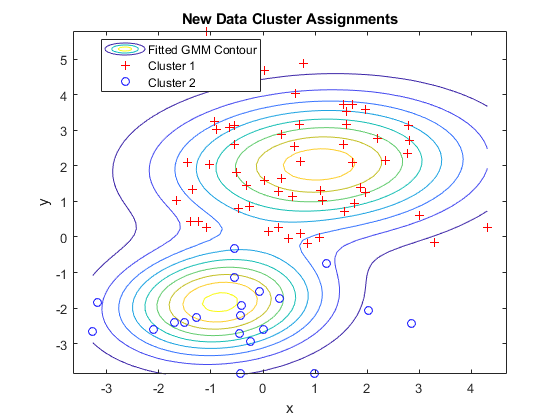 New Data Cluster Assignments
Fitted GMM Contour
Cluster 1
Cluster 2
y
5
4
3
2
1
0
-1
-2
-3
-3 -2 -1 0 1 2 3 4
x